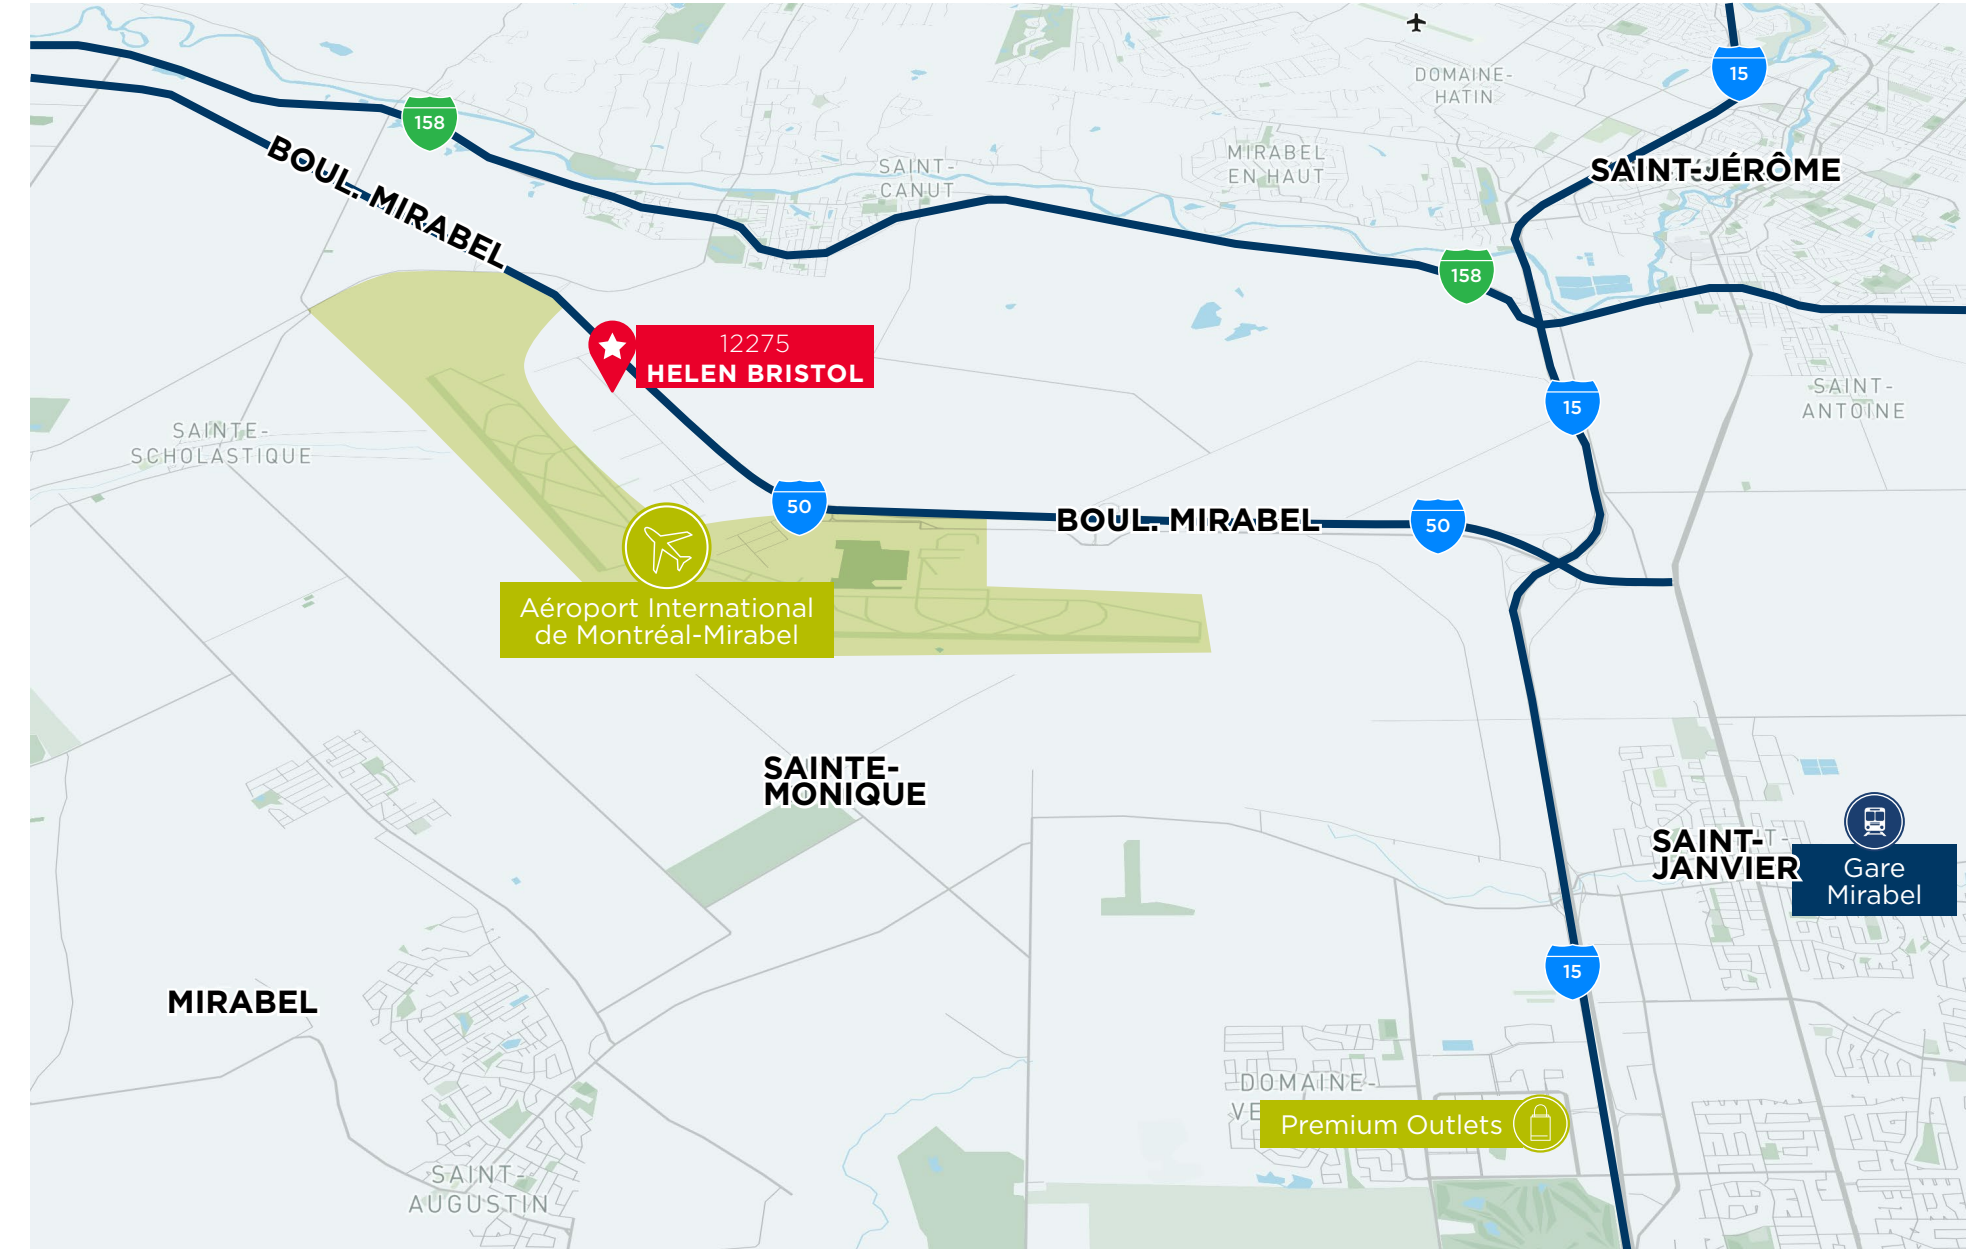 15
DOMAINE-
HATIN
158
BOUL. MIRABEL
SAINT-
CANUT
MIRABEL
EN HAUT
SAINT-JÉRÔME
158
12275
HELEN BRISTOL
15
SAINT-
ANTOINE
SAINTE-
SCHOLASTIQUE
50
BOUL. MIRABEL
50
Aéroport International
de Montréal-Mirabel
SAINTE-
MONIQUE
SAINT-
JANVIER
Gare
Mirabel
15
MIRABEL
DOMAINE-
Premium Outlets
SAINT-
AUGUSTIN